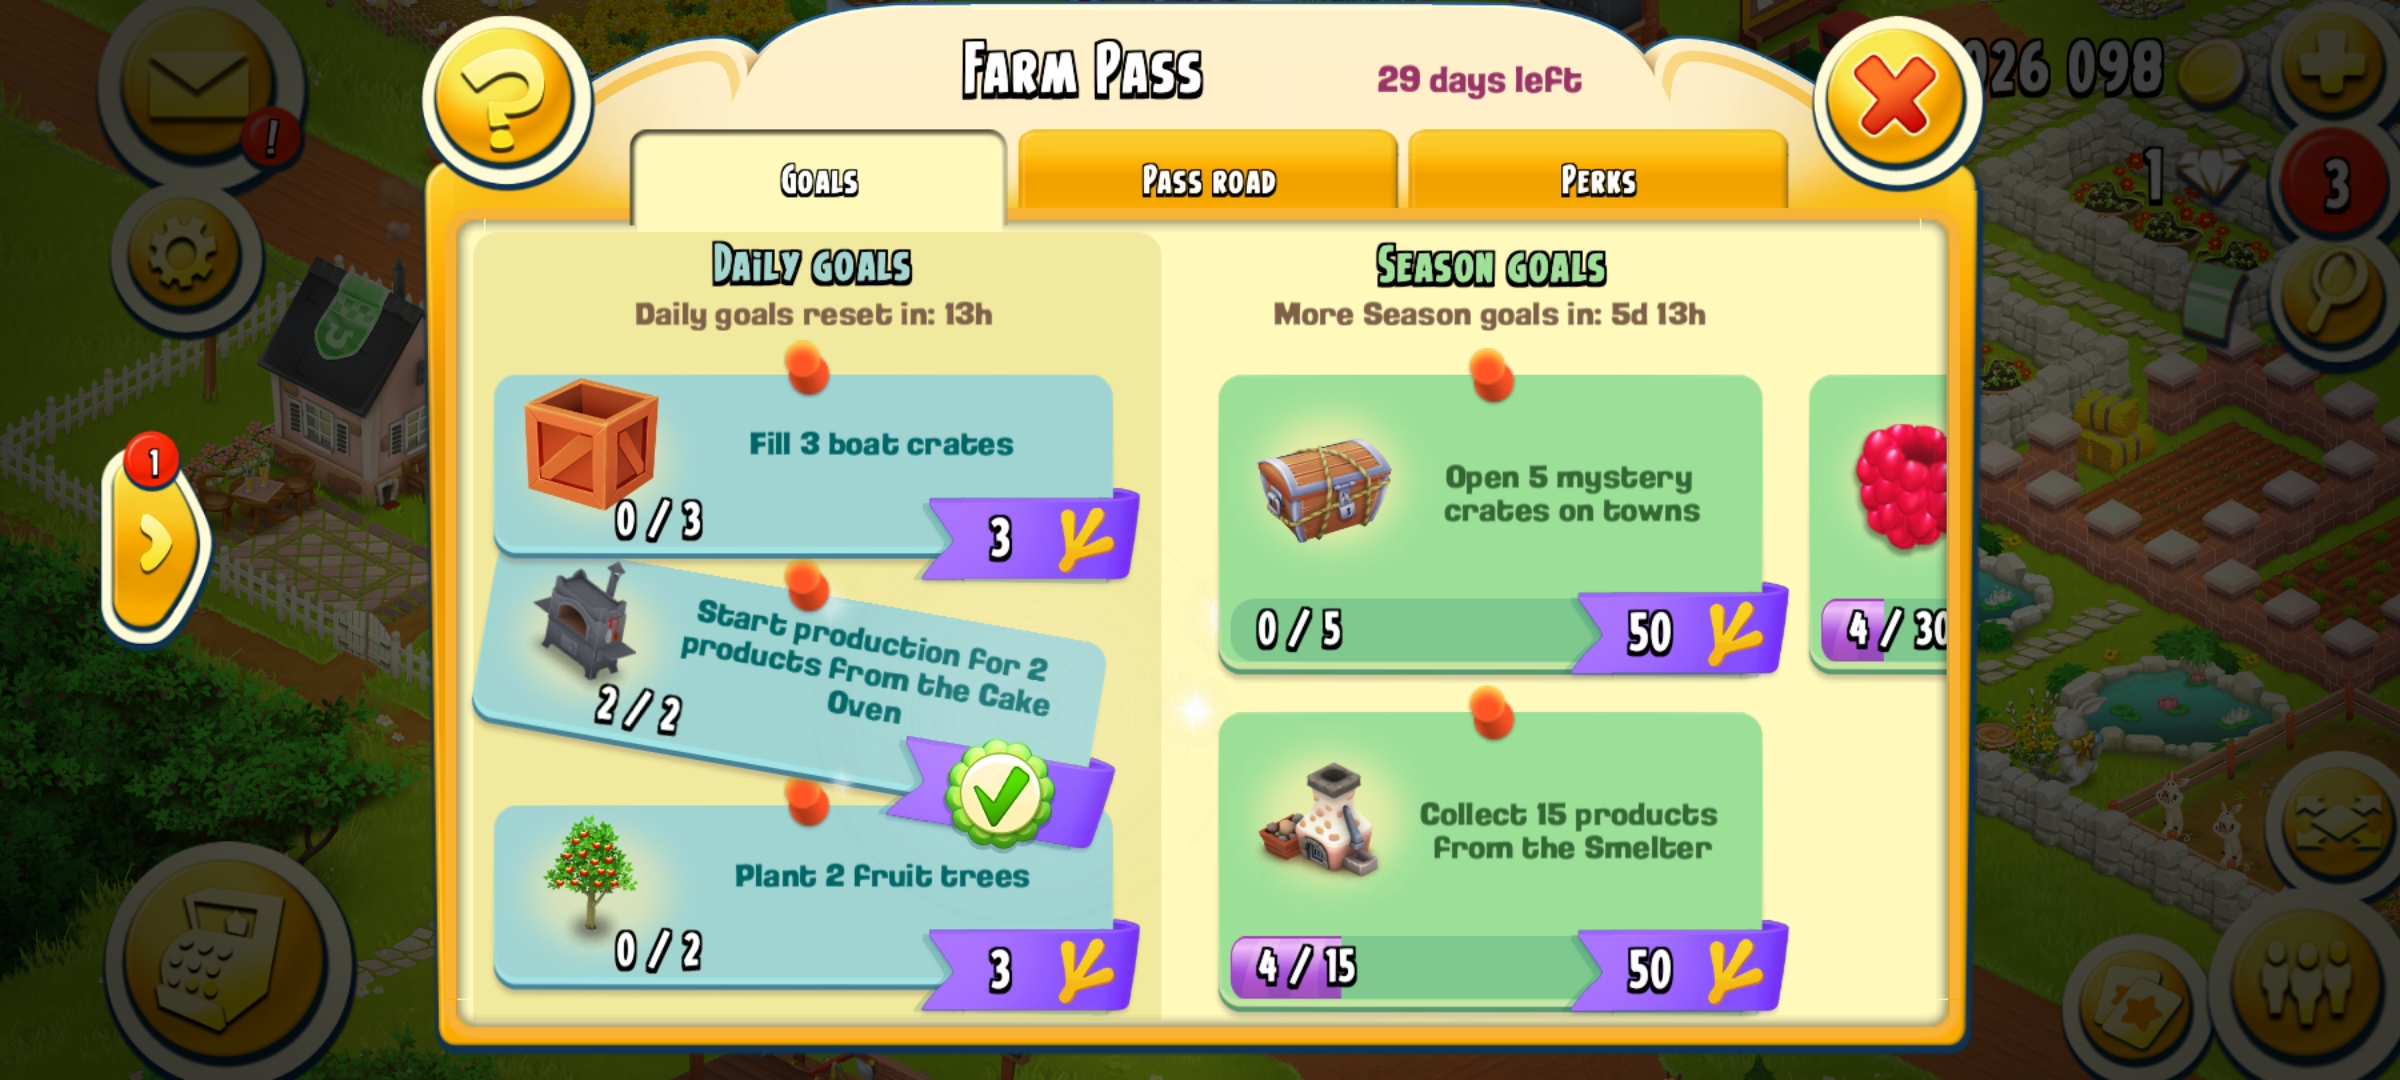 FARM PASS
29 days left
026 098
!
1
3
GOALS
PASS ROAD
PERKS
DAILY GOALS
Daily goals reset in: 13h
Fill 3 boat crates
0 / 3
3
Start production for 2
products from the Cake
Oven
2 / 2
Plant 2 fruit trees
0 / 2
3
SEASON GOALS
More Season goals in: 5d 13h
Open 5 mystery
crates on towns
0 / 5
50
4 / 30
Collect 15 products
from the Smelter
4 / 15
50
1